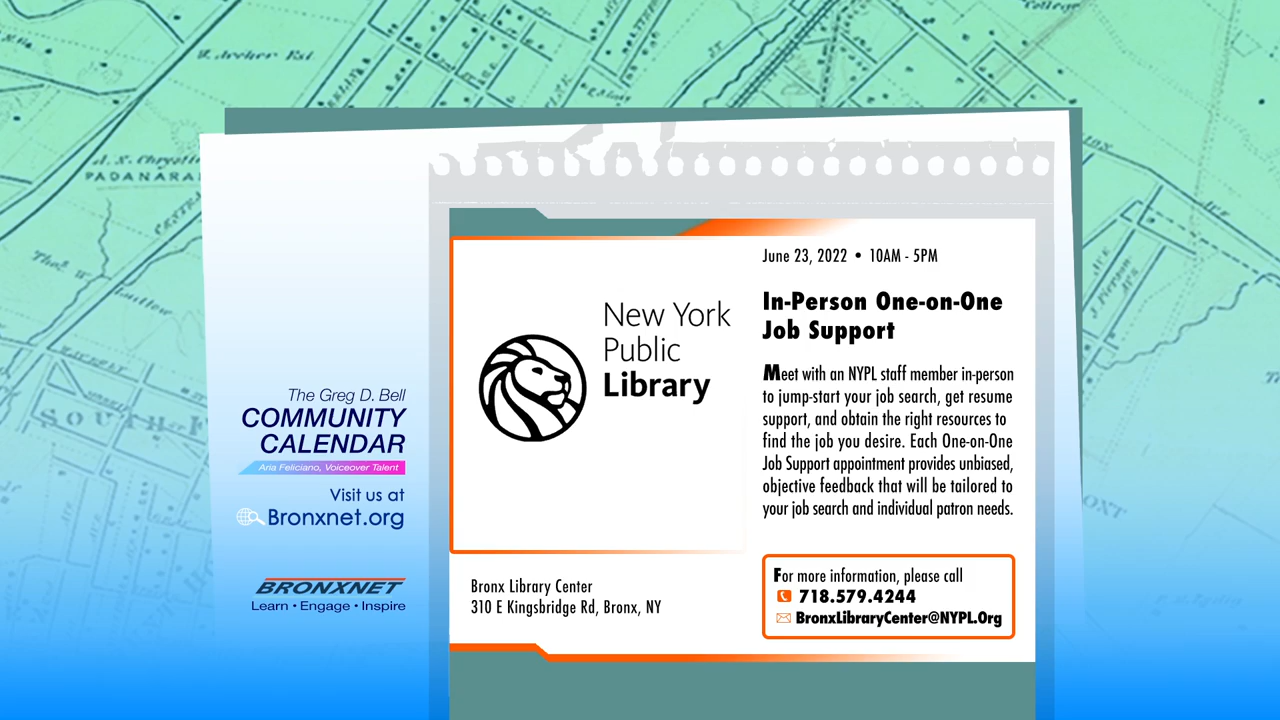 College
W. Archer Est
PADANARA
The Greg D. Bell
COMMUNITY
CALENDAR
Aria Feliciano, Voiceover Talent
Visit us at
Bronxnet.org
BRONXNET
Learn • Engage • Inspire
New York
Public
Library
Bronx Library Center
310 E Kingsbridge Rd, Bronx, NY
June 23, 2022 • 10AM - 5PM
In-Person One-on-One
Job Support
Meet with an NYPL staff member in-person
to jump-start your job search, get resume
support, and obtain the right resources to
find the job you desire. Each One-on-One
Job Support appointment provides unbiased,
objective feedback that will be tailored to
your job search and individual patron needs.
For more information, please call
718.579.4244
BronxLibraryCenter@NYPL.Org